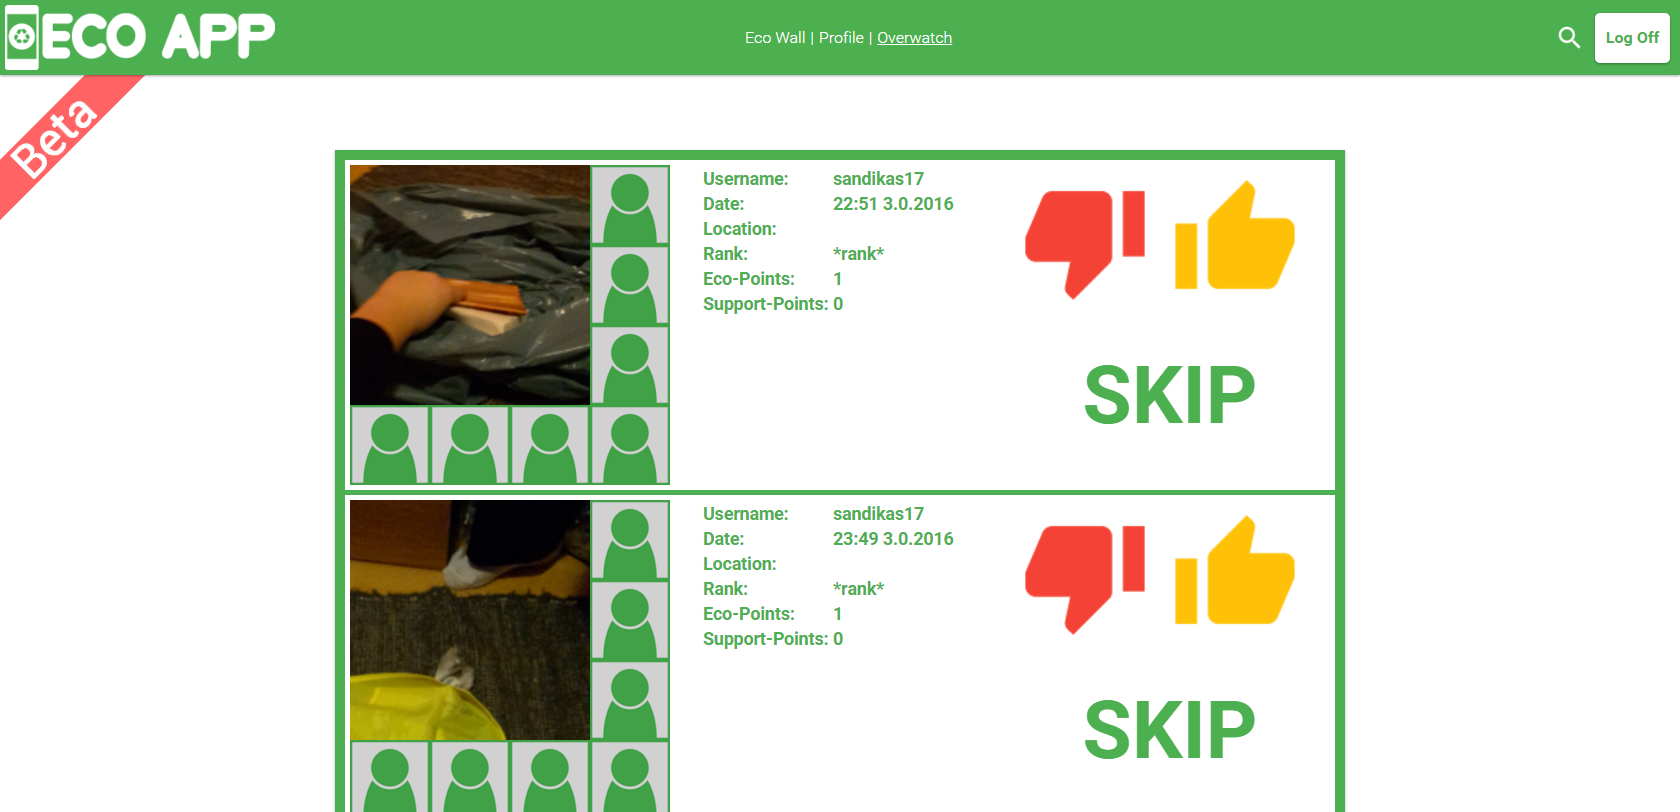 ECO APP
Eco Wall | Profile | Overwatch
Log Off
Beta
Username: sandikas17
Date: 22:51 3.0.2016
Location:
Rank: *rank*
Eco-Points: 1
Support-Points: 0
SKIP
Username: sandikas17
Date: 23:49 3.0.2016
Location:
Rank: *rank*
Eco-Points: 1
Support-Points: 0
SKIP